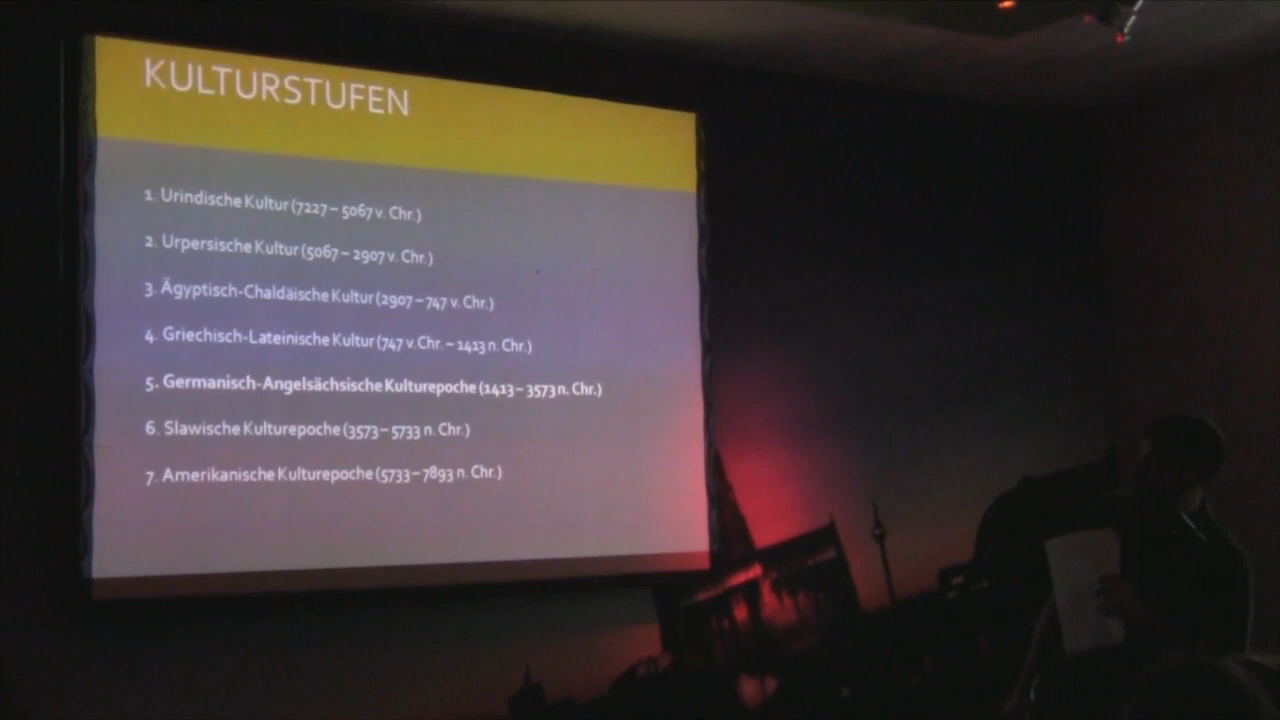 KULTURSTUFEN
1. Urindische Kultur (7227 – 5067 v. Chr.)
2. Urpersische Kultur (5067 – 2907 v. Chr.)
3. Ägyptisch-Chaldäische Kultur (2907 – 747 v. Chr.)
4. Griechisch-Lateinische Kultur (747 v.Chr. – 1413 n. Chr.)
5. Germanisch-Angelsächsische Kulturepoche (1413 – 3573 n. Chr.)
6. Slawische Kulturepoche (3573 – 5733 n. Chr.)
7. Amerikanische Kulturepoche (5733 – 7893 n. Chr.)